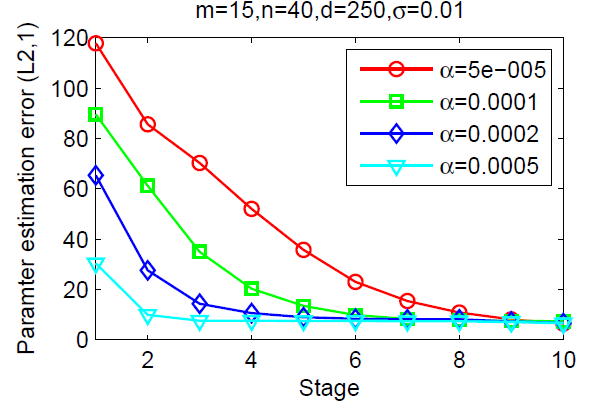 m=15,n=40,d=250,σ=0.01
Paramter estimation error (L2,1)
120
100
80
60
40
20
0
α=5e−005
α=0.0001
α=0.0002
α=0.0005
2 4 6 8 10
Stage